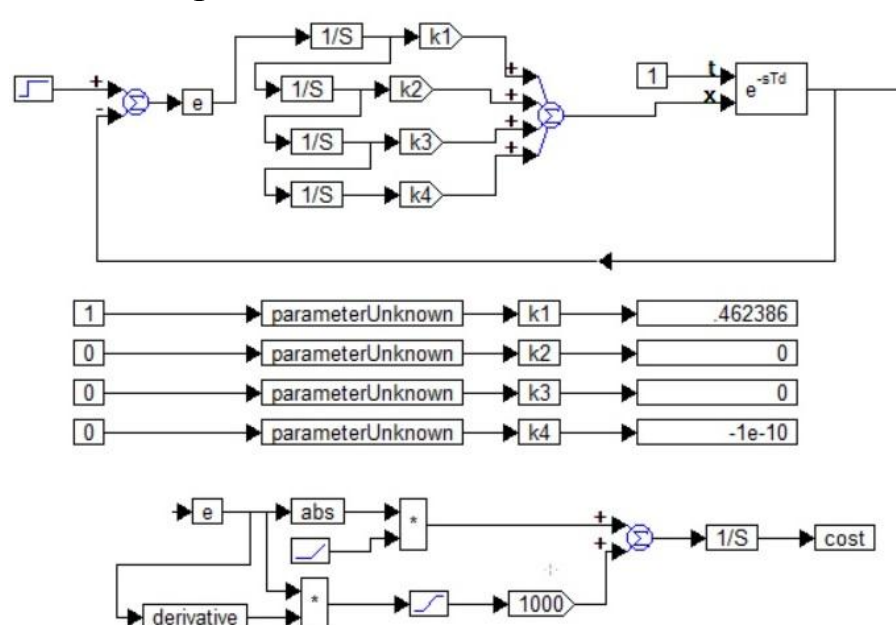 1/S k1
+ e 1/S k2 + + + + Σ 1 t x e^-sTd
- Σ
1/S k3
1/S k4
1 parameterUnknown k1 .462386
0 parameterUnknown k2 0
0 parameterUnknown k3 0
0 parameterUnknown k4 -1e-10
e abs * + + Σ 1/S cost
derivative * 1000